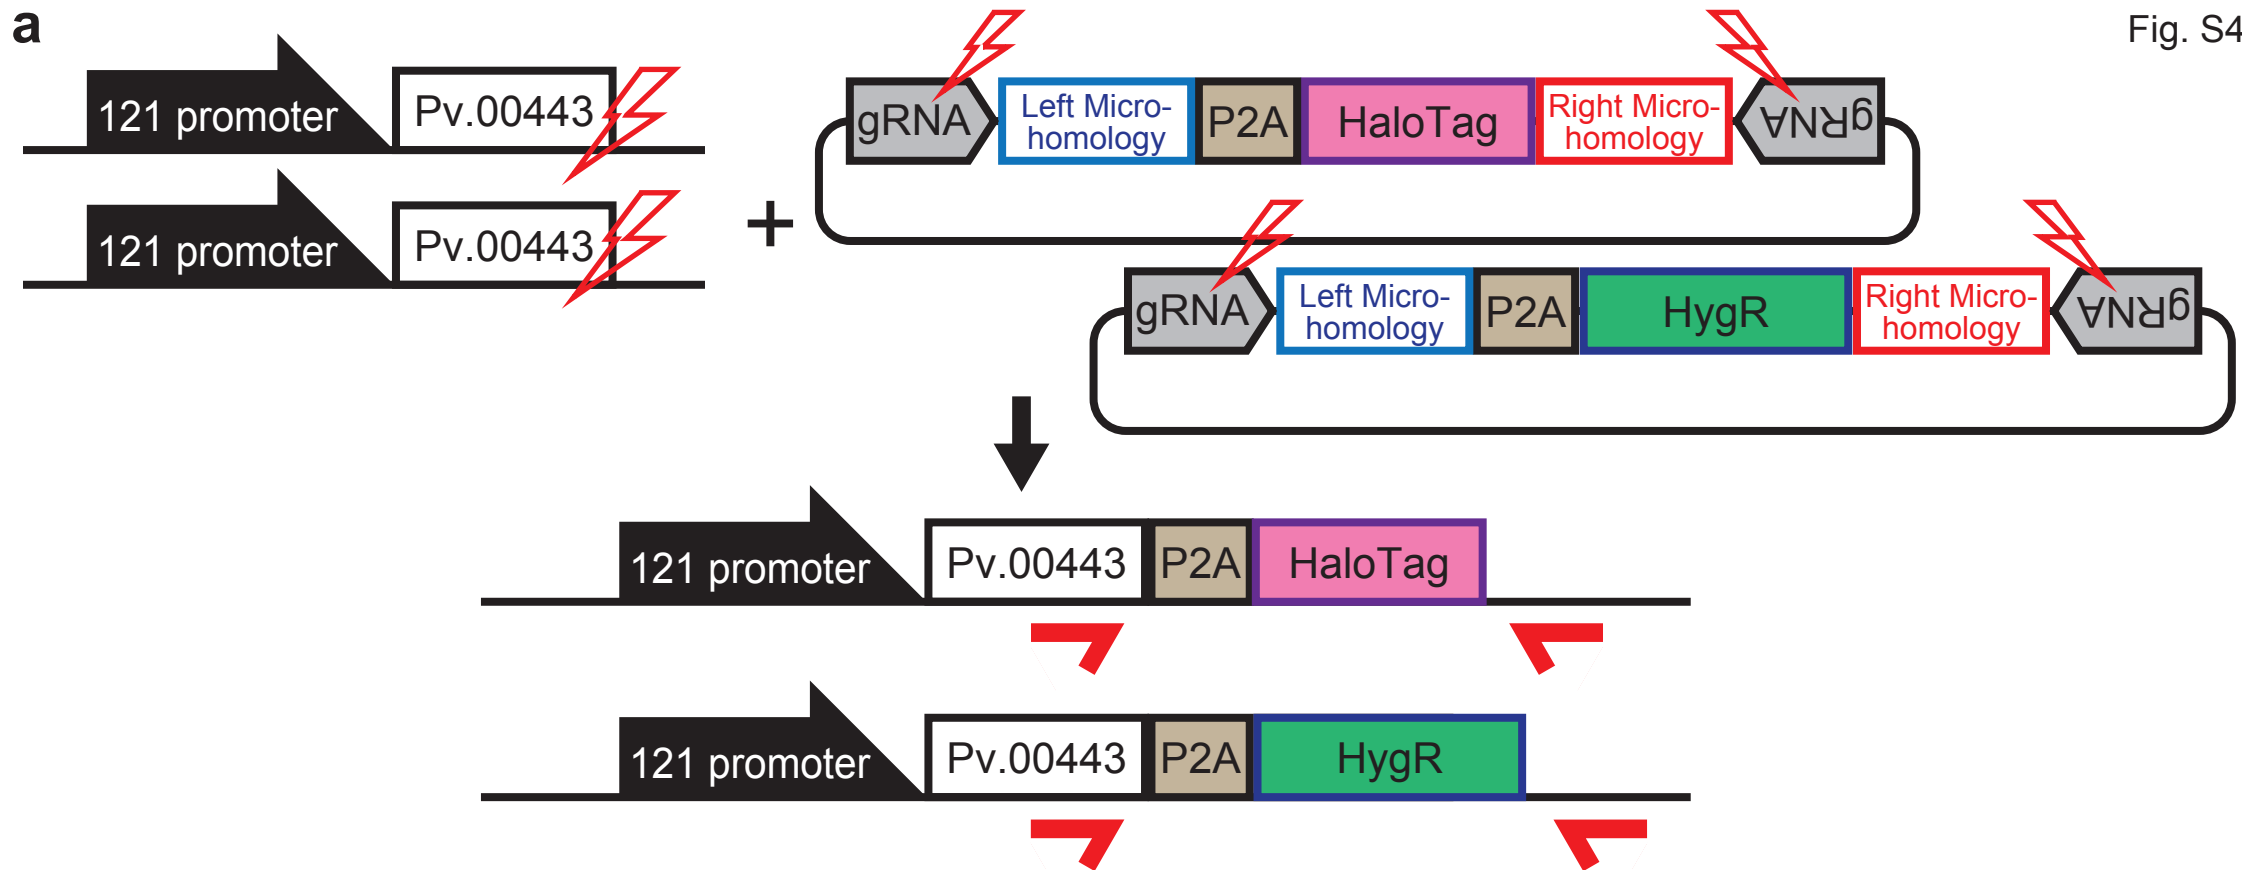 a
Fig. S4
121 promoter
Pv.00443
121 promoter
Pv.00443
+
gRNA
Left Micro-
homology
P2A
HaloTag
Right Micro-
homology
gRNA
gRNA
Left Micro-
homology
P2A
HygR
Right Micro-
homology
gRNA
121 promoter
Pv.00443
P2A
HaloTag
121 promoter
Pv.00443
P2A
HygR